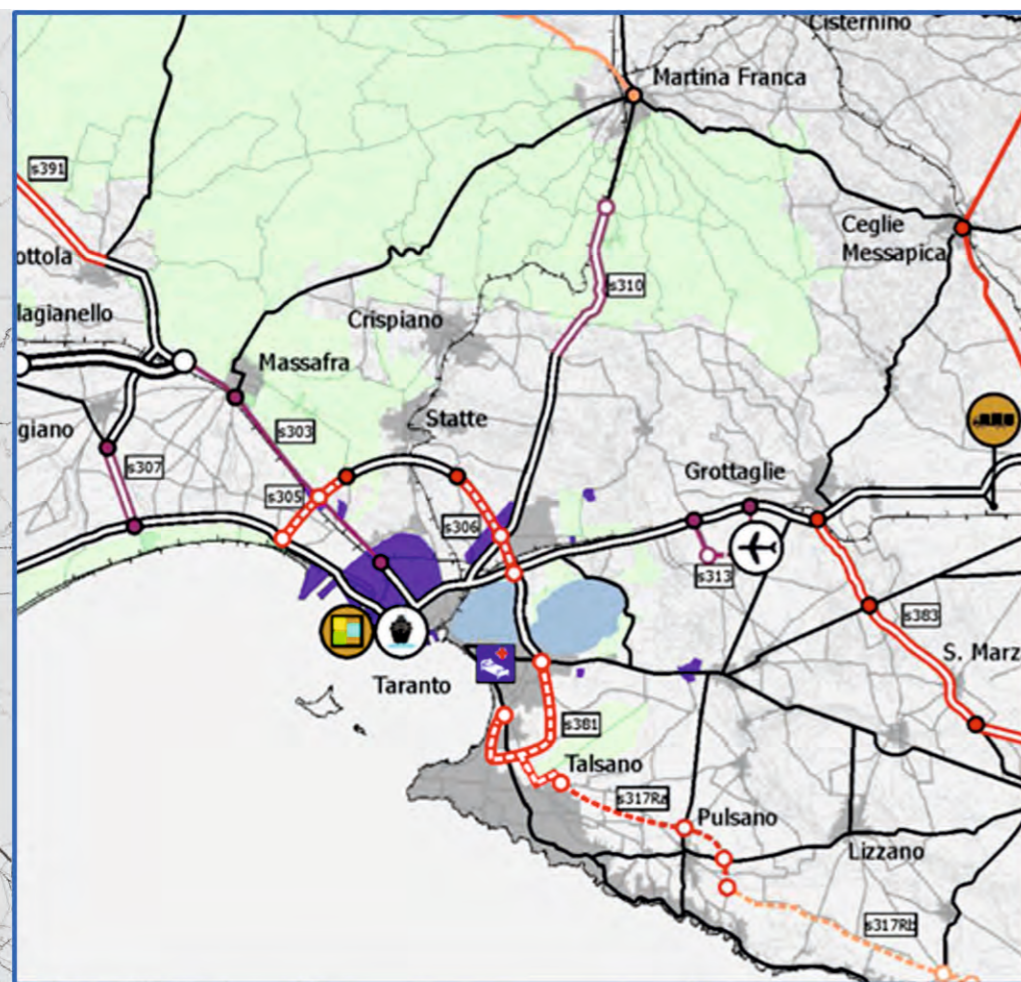 Cisternino
Martina Franca
s391
Ceglie
Messapica
ottola
s310
lagianello
Crispiano
Massafra
Statte
giano
s303
s307
Grottaglie
s305
s306
s313
s383
S. Marz
Taranto
s381
Talsano
s317Ra
Pulsano
Lizzano
s317Rb